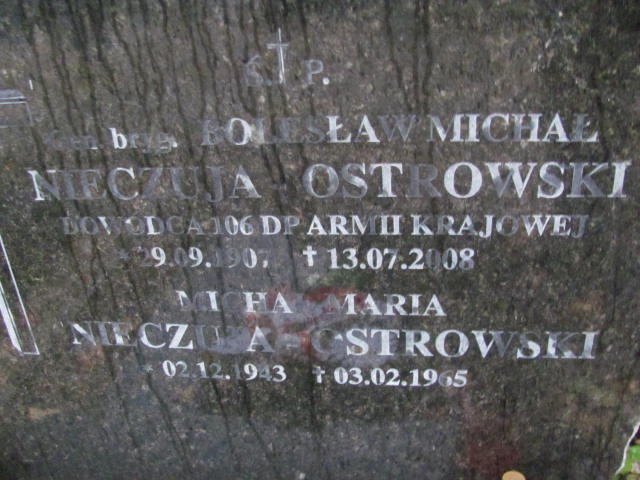 Ś. † P.
Gen. bryg. BOLESŁAW MICHAŁ
NIECZUJA - OSTROWSKI
DOWÓDCA 106 DP ARMII KRAJOWEJ
* 29.09.1907 † 13.07.2008
MICHAŁ MARIA
NIECZUJA - OSTROWSKI
* 02.12.1943 † 03.02.1965